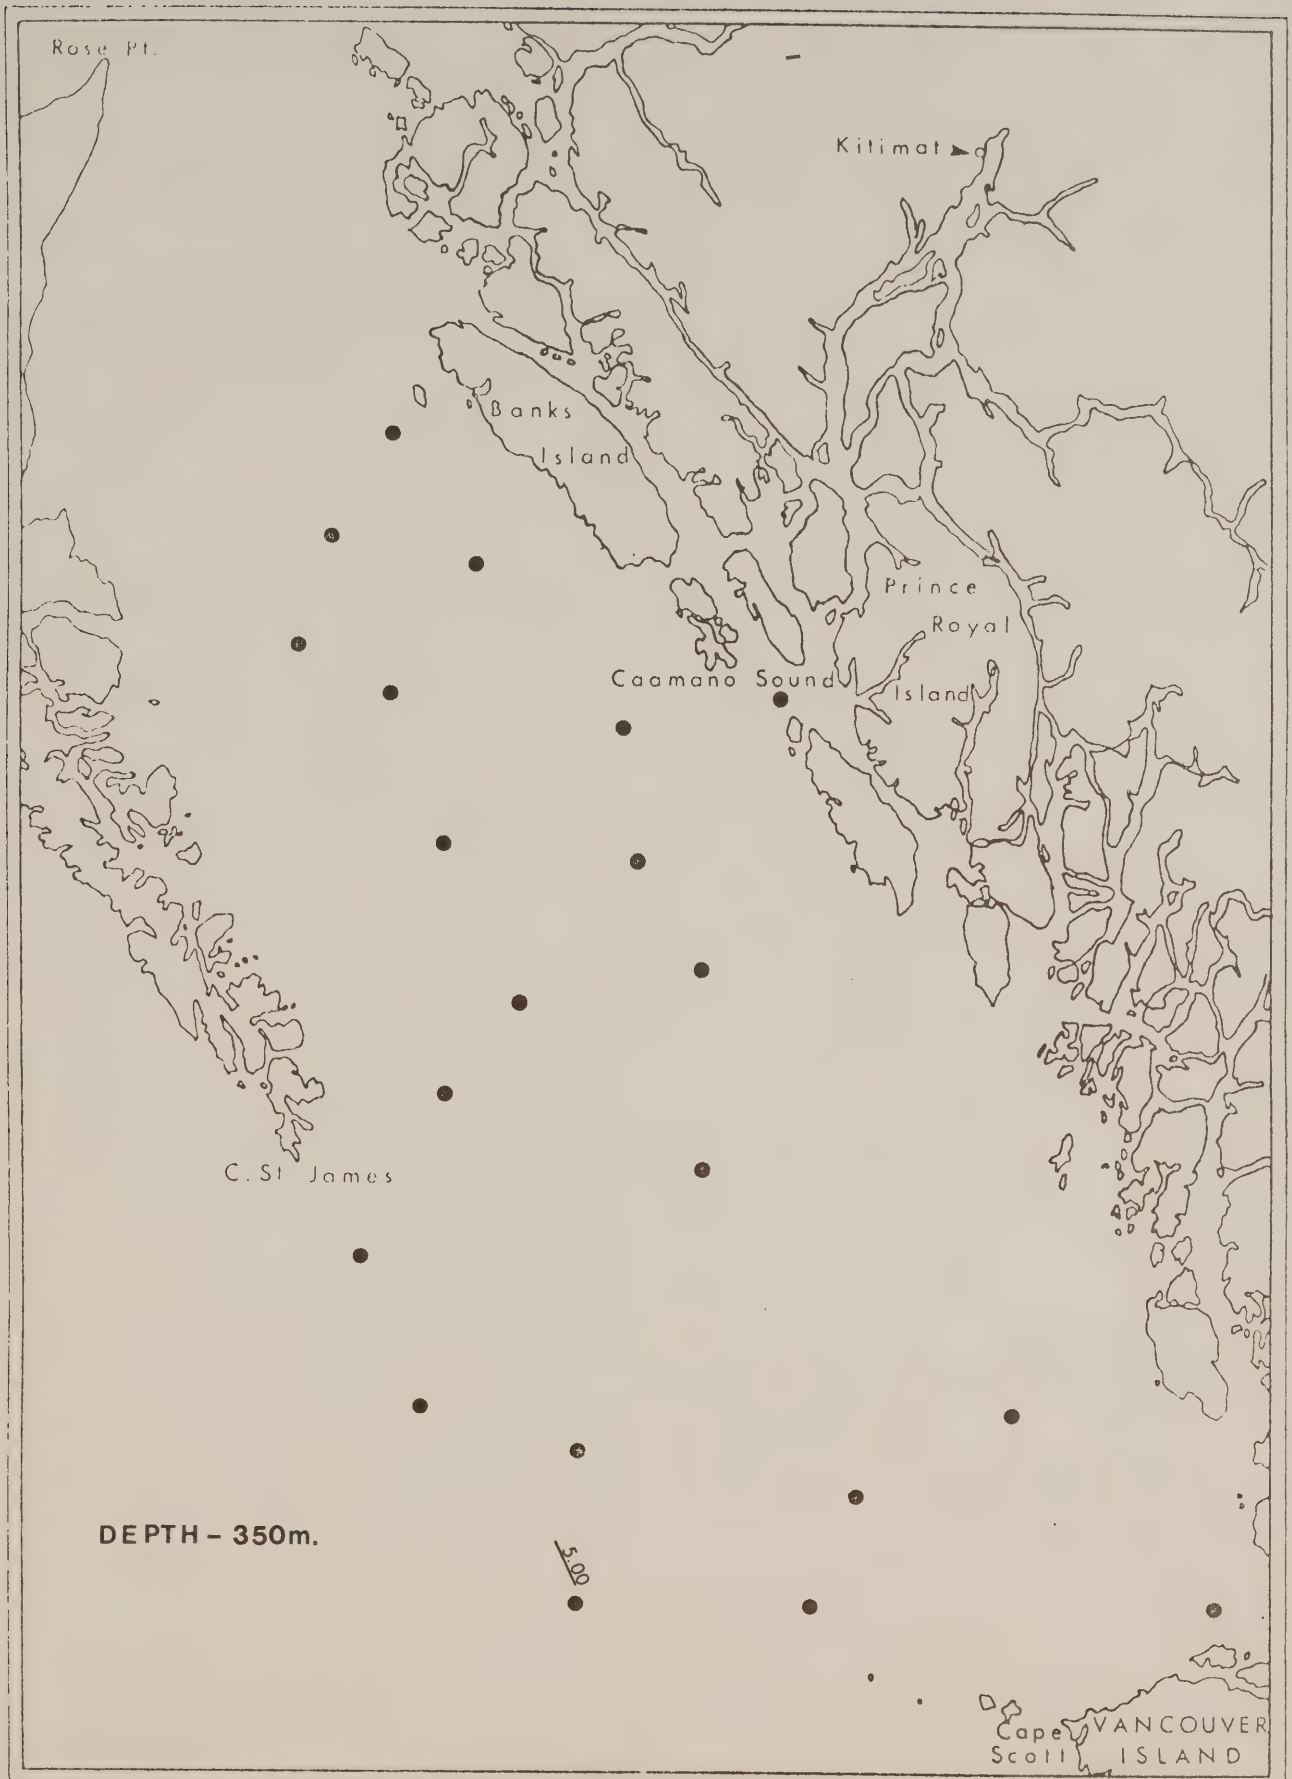 Rose Pt.
Kitimat
Banks
Island
Prince
Royal
Island
Caamano Sound
C. St James
DEPTH - 350m.
5.00
Cape
Scott
VANCOUVER
ISLAND